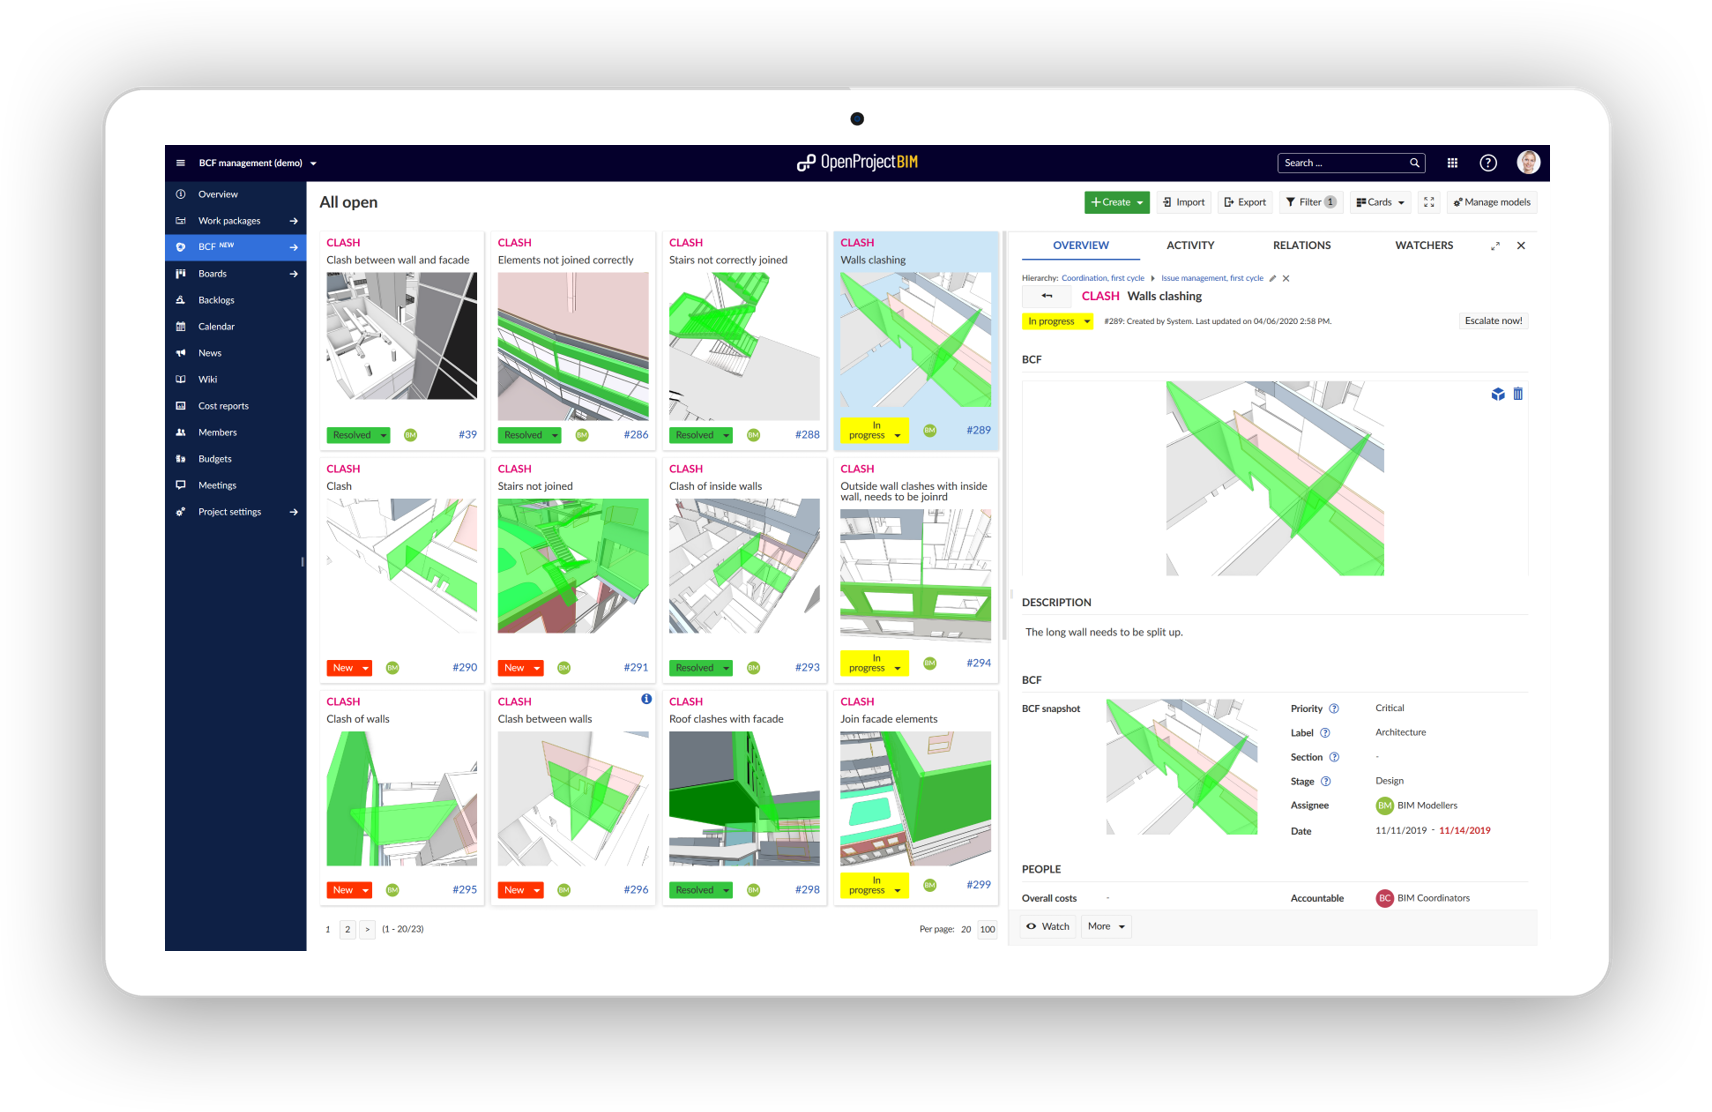 BCF management (demo)
OpenProject BIM
Search ...
Overview
Work packages
BCF NEW
Boards
Backlogs
Calendar
News
Wiki
Cost reports
Members
Budgets
Meetings
Project settings
All open
+ Create
Import
Export
Filter 1
Cards
Manage models
CLASH
Clash between wall and facade
Resolved BM #39
CLASH
Elements not joined correctly
Resolved BM #286
CLASH
Stairs not correctly joined
Resolved BM #288
CLASH
Walls clashing
In
progress BM #289
CLASH
Clash
New BM #290
CLASH
Stairs not joined
New BM #291
CLASH
Clash of inside walls
Resolved BM #293
CLASH
Outside wall clashes with inside
wall, needs to be joinrd
In
progress BM #294
CLASH
Clash of walls
New BM #295
CLASH
Clash between walls
New BM #296
CLASH
Roof clashes with facade
Resolved BM #298
CLASH
Join facade elements
In
progress BM #299
1 2 > (1 - 20/23)
Per page: 20 100
OVERVIEW ACTIVITY RELATIONS WATCHERS
Hierarchy: Coordination, first cycle Issue management, first cycle
CLASH Walls clashing
In progress #289: Created by System. Last updated on 04/06/2020 2:58 PM. Escalate now!
BCF
DESCRIPTION
The long wall needs to be split up.
BCF
BCF snapshot
Priority ? Critical
Label ? Architecture
Section ? -
Stage ? Design
Assignee BM BIM Modellers
Date 11/11/2019 - 11/14/2019
PEOPLE
Overall costs -
Accountable BC BIM Coordinators
Watch More